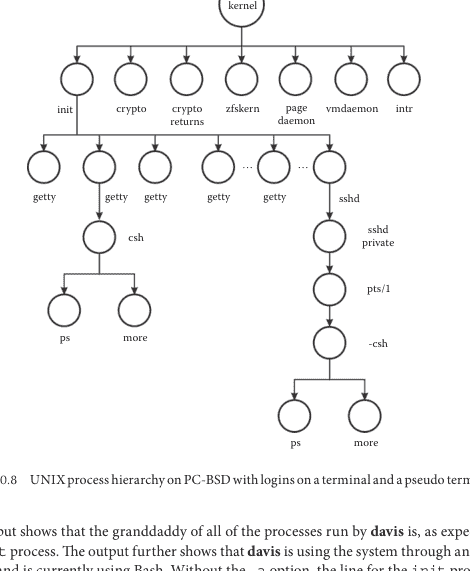 kernel
init
crypto
crypto
returns
zfskern
page
daemon
vmdaemon
intr
... ...
getty
getty
getty
getty
getty
sshd
csh
sshd
private
pts/1
ps
more
-csh
ps
more
0.8 UNIX process hierarchy on PC-BSD with logins on a terminal and a pseudo term
put shows that the granddaddy of all of the processes run by davis is, as expe
t process. The output further shows that davis is using the system through an
and is currently using Bash. Without the -a option, the line for the init pro